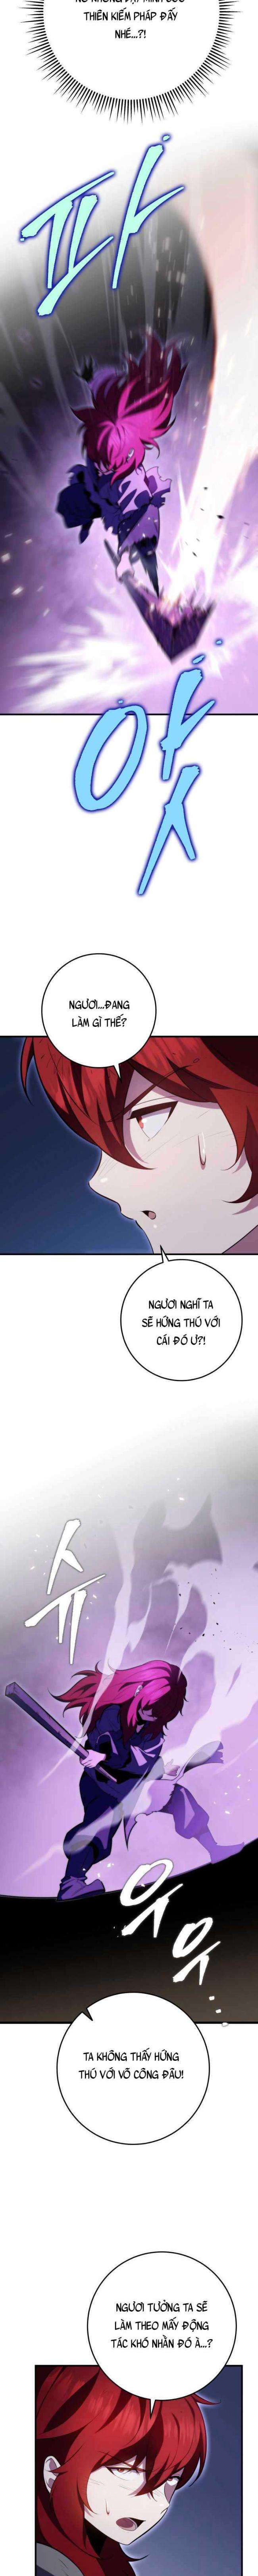 THIÊN KIẾM PHÁP ĐẤY
NHÉ...?!
파
앗
NGƯƠI...ĐANG
LÀM GÌ THẾ?
NGƯƠI NGHĨ TA
SẼ HỨNG THÚ VỚI
CÁI ĐÓ Ư?!
슈
우
우
TA KHÔNG THẤY HỨNG
THÚ VỚI VÕ CÔNG ĐÂU!
NGƯƠI TƯỞNG TA SẼ
LÀM THEO MẤY ĐỘNG
TÁC KHÓ NHẰN ĐÓ À...?